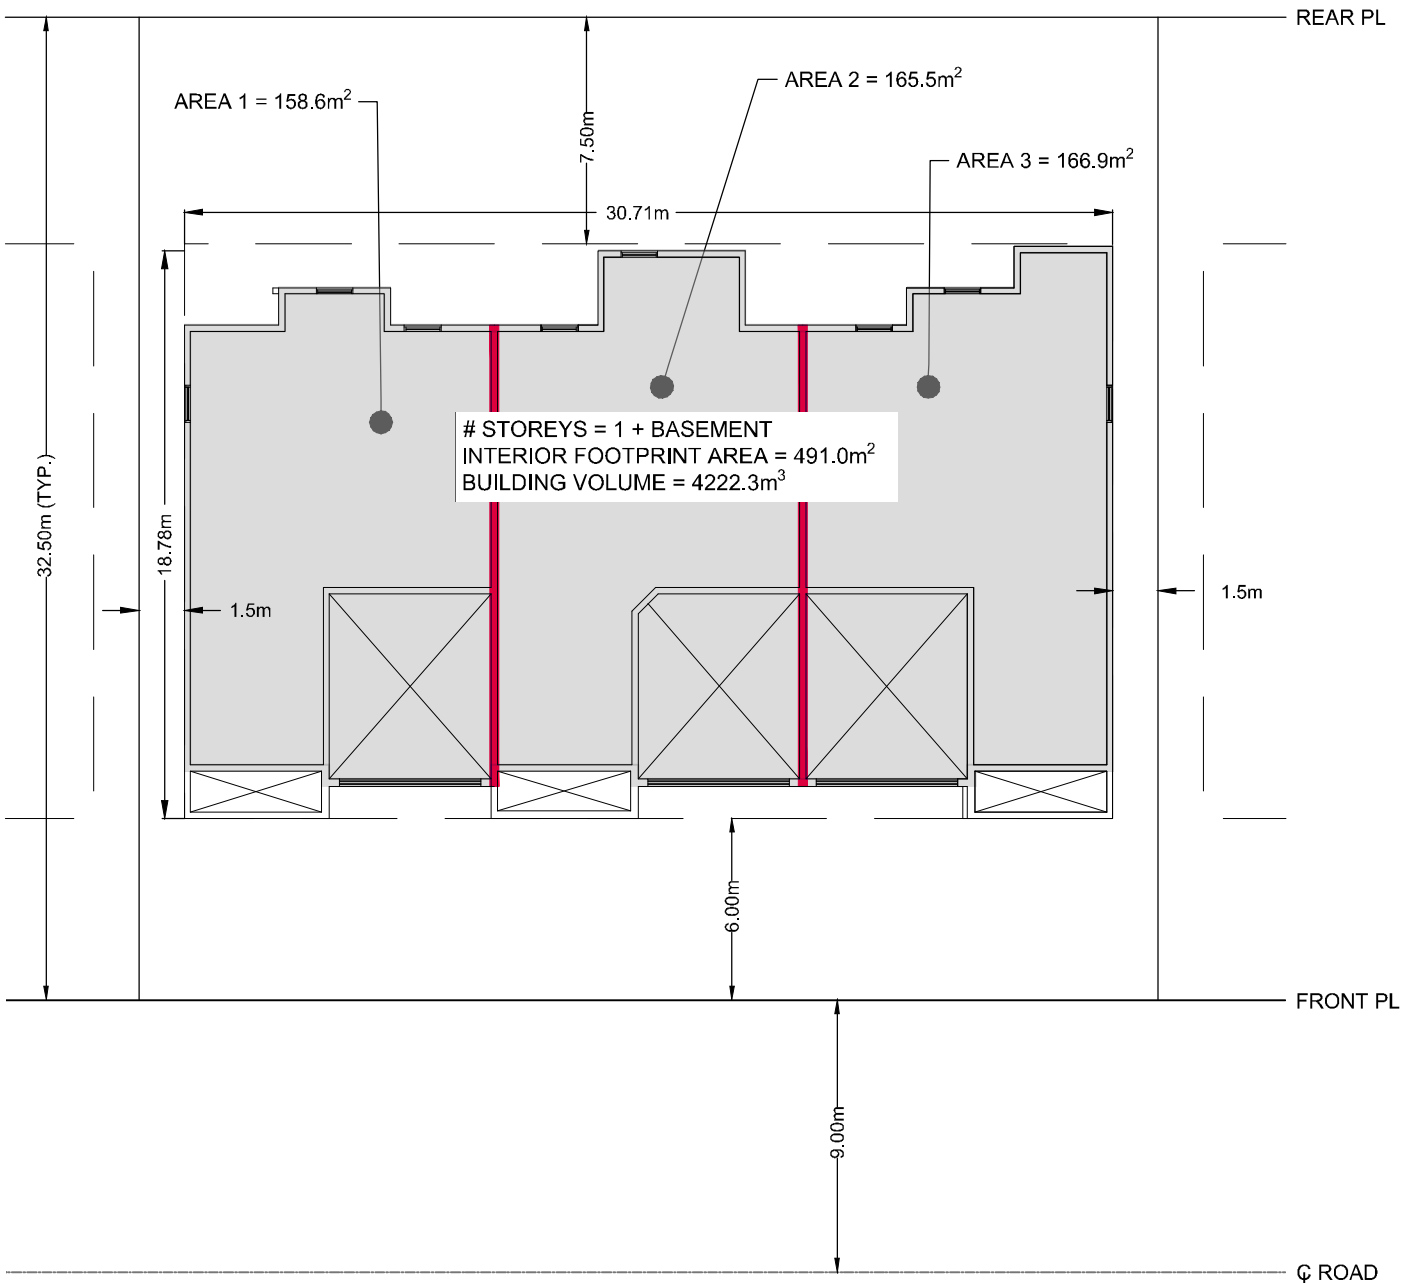 REAR PL
AREA 2 = 165.5m²
AREA 1 = 158.6m²
7.50m
AREA 3 = 166.9m²
30.71m
# STOREYS = 1 + BASEMENT
INTERIOR FOOTPRINT AREA = 491.0m²
BUILDING VOLUME = 4222.3m³
32.50m (TYP.)
18.78m
1.5m
1.5m
6.00m
FRONT PL
9.00m
℄ ROAD